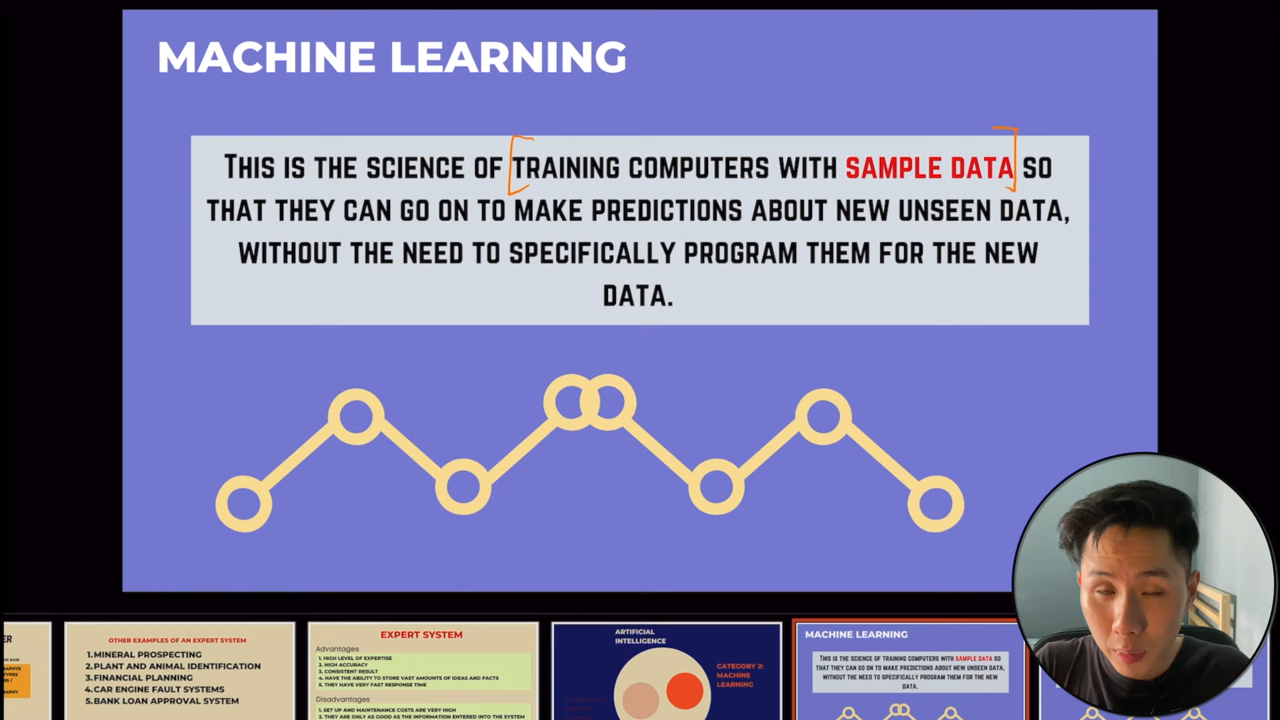 MACHINE LEARNING
THIS IS THE SCIENCE OF TRAINING COMPUTERS WITH SAMPLE DATA SO
THAT THEY CAN GO ON TO MAKE PREDICTIONS ABOUT NEW UNSEEN DATA,
WITHOUT THE NEED TO SPECIFICALLY PROGRAM THEM FOR THE NEW
DATA.
OTHER EXAMPLES OF AN EXPERT SYSTEM
1.MINERAL PROSPECTING
2.PLANT AND ANIMAL IDENTIFICATION
3.FINANCIAL PLANNING
4.CAR ENGINE FAULT SYSTEMS
5.BANK LOAN APPROVAL SYSTEM
EXPERT SYSTEM
Advantages
1. HIGH LEVEL OF EXPERTISE
2. HIGH ACCURACY
3. CONSISTENT RESULT
4. HAVE THE ABILITY TO STORE VAST AMOUNTS OF IDEAS AND FACTS
5. THEY HAVE VERY FAST RESPONSE TIME
Disadvantages
1. SET UP AND MAINTENANCE COSTS ARE VERY HIGH
2. THEY ARE ONLY AS GOOD AS THE INFORMATION ENTERED INTO THE SYSTEM
ARTIFICIAL
INTELLIGENCE
CATEGORY 2:
MACHINE
LEARNING
MACHINE LEARNING
THIS IS THE SCIENCE OF TRAINING COMPUTERS WITH SAMPLE DATA SO
THAT THEY CAN GO ON TO MAKE PREDICTIONS ABOUT NEW UNSEEN DATA,
WITHOUT THE NEED TO SPECIFICALLY PROGRAM THEM FOR THE NEW
DATA.